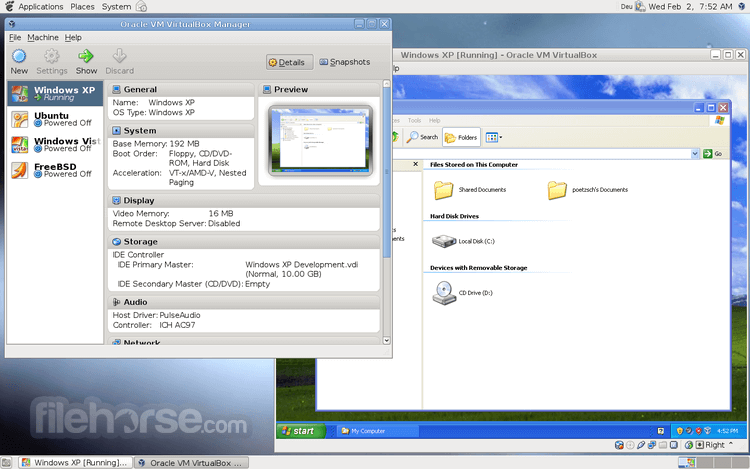 Applications Places System
Deu
Wed Feb 2, 7:52 AM
Oracle VM VirtualBox Manager
File Machine Help
New Settings Show Discard
Details Snapshots
Windows XP
Running
Ubuntu
Powered Off
Windows Vist
Powered Off
FreeBSD
Powered Off
General
Name: Windows XP
OS Type: Windows XP
System
Base Memory: 192 MB
Boot Order: Floppy, CD/DVD-
ROM, Hard Disk
Acceleration: VT-x/AMD-V, Nested
Paging
Display
Video Memory: 16 MB
Remote Desktop Server: Disabled
Storage
IDE Controller
IDE Primary Master: Windows XP Development.vdi
(Normal, 10.00 GB)
IDE Secondary Master (CD/DVD): Empty
Audio
Host Driver: PulseAudio
Controller: ICH AC97
Network
Preview
Windows XP [Running] - Oracle VM VirtualBox
lp
Tools Help
Search Folders
Go
Files Stored on This Computer
Shared Documents
poetzsch's Documents
Hard Disk Drives
Local Disk (C:)
Devices with Removable Storage
CD Drive (D:)
start
My Computer
4:52 PM
Right
filehorse.com
Windows XP [Running]...
Oracle VM VirtualBox ...